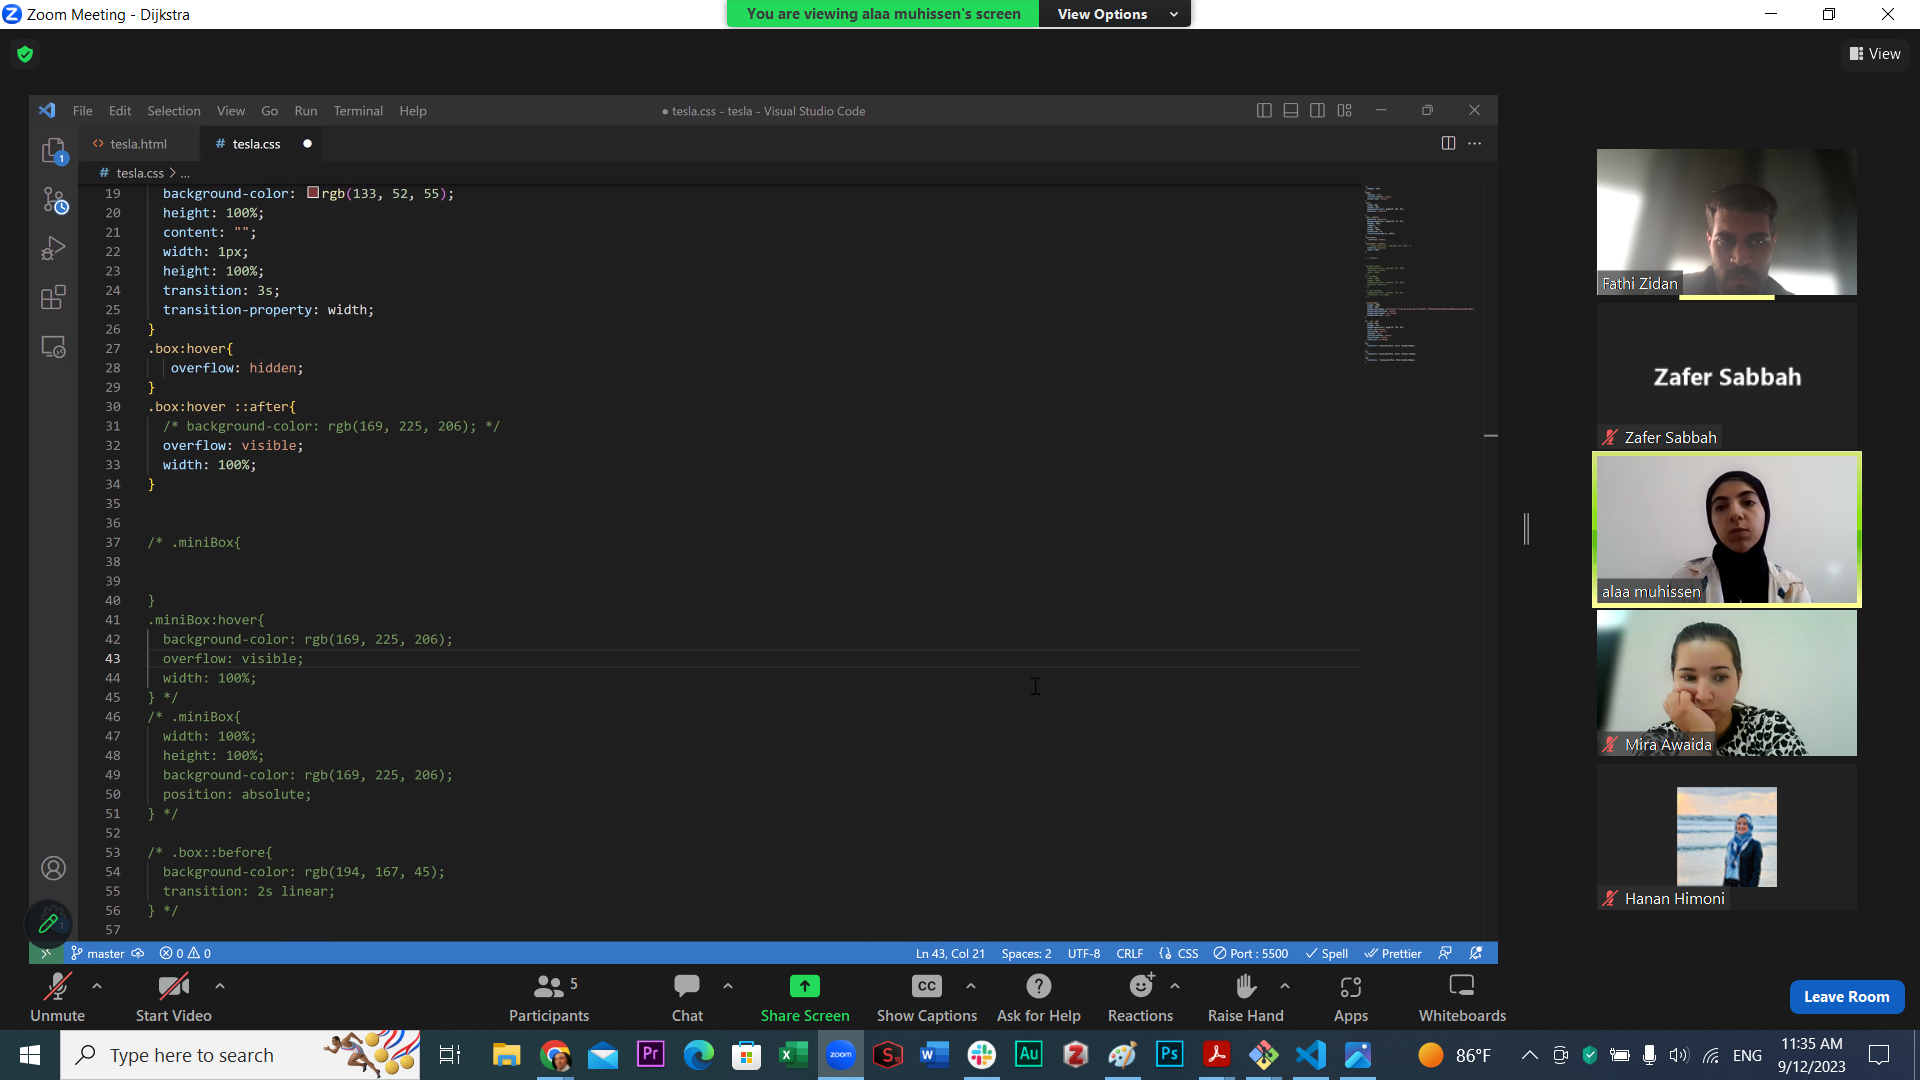 Zoom Meeting - Dijkstra
You are viewing alaa muhissen's screen
View Options
View
File Edit Selection View Go Run Terminal Help
● tesla.css - tesla - Visual Studio Code
<> tesla.html
# tesla.css ●
# tesla.css > ...
19 background-color: rgb(133, 52, 55);
20 height: 100%;
21 content: "";
22 width: 1px;
23 height: 100%;
24 transition: 3s;
25 transition-property: width;
26 }
27 .box:hover{
28 overflow: hidden;
29 }
30 .box:hover ::after{
31 /* background-color: rgb(169, 225, 206); */
32 overflow: visible;
33 width: 100%;
34 }
35
36
37 /* .miniBox{
38
39
40 }
41 .miniBox:hover{
42 background-color: rgb(169, 225, 206);
43 overflow: visible;
44 width: 100%;
45 } */
46 /* .miniBox{
47 width: 100%;
48 height: 100%;
49 background-color: rgb(169, 225, 206);
50 position: absolute;
51 } */
52
53 /* .box::before{
54 background-color: rgb(194, 167, 45);
55 transition: 2s linear;
56 } */
57
master 0 0 Ln 43, Col 21 Spaces: 2 UTF-8 CRLF CSS Port : 5500 Spell Prettier
Fathi Zidan
Zafer Sabbah
Zafer Sabbah
alaa muhissen
Mira Awaida
Hanan Himoni
Unmute
Start Video
5
Participants
Chat
Share Screen
CC
Show Captions
Ask for Help
Reactions
Raise Hand
Apps
Whiteboards
Leave Room
Type here to search
86°F
ENG
11:35 AM
9/12/2023